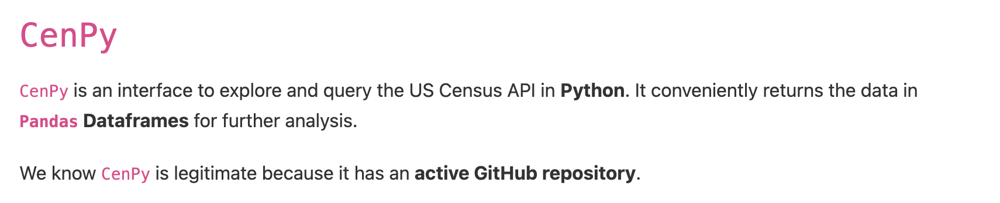 CenPy
CenPy is an interface to explore and query the US Census API in Python. It conveniently returns the data in
Pandas Dataframes for further analysis.
We know CenPy is legitimate because it has an active GitHub repository.